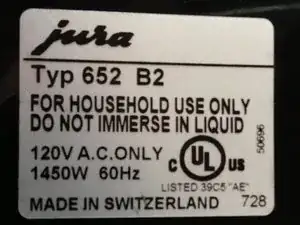 jura
Typ 652 B2
FOR HOUSEHOLD USE ONLY
DO NOT IMMERSE IN LIQUID
120V A.C.ONLY
1450W 60Hz
C UL US
LISTED 39C5 "AE"
50696
MADE IN SWITZERLAND 728